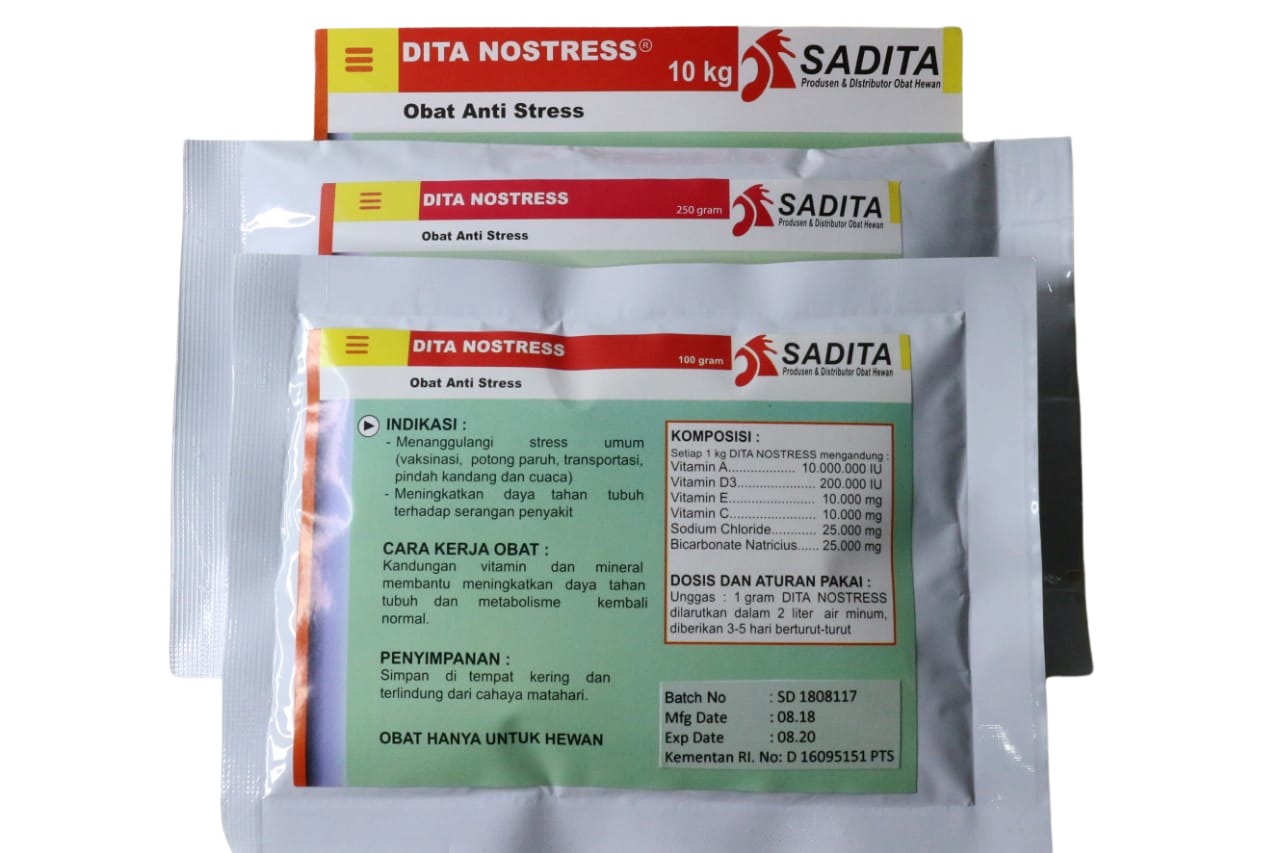 DITA NOSTRESS®
10 kg
SADITA
Produsen & Distributor Obat Hewan
Obat Anti Stress
DITA NOSTRESS
250 gram
SADITA
Produsen & Distributor Obat Hewan
Obat Anti Stress
DITA NOSTRESS
100 gram
SADITA
Produsen & Distributor Obat Hewan
Obat Anti Stress
INDIKASI :
- Menanggulangi stress umum
(vaksinasi, potong paruh, transportasi,
pindah kandang dan cuaca)
- Meningkatkan daya tahan tubuh
terhadap serangan penyakit
CARA KERJA OBAT :
Kandungan vitamin dan mineral
membantu meningkatkan daya tahan
tubuh dan metabolisme kembali
normal.
PENYIMPANAN :
Simpan di tempat kering dan
terlindung dari cahaya matahari.
OBAT HANYA UNTUK HEWAN
KOMPOSISI :
Setiap 1 kg DITA NOSTRESS mengandung :
Vitamin A.................. 10.000.000 IU
Vitamin D3..................... 200.000 IU
Vitamin E....................... 10.000 mg
Vitamin C....................... 10.000 mg
Sodium Chloride............ 25.000 mg
Bicarbonate Natricius...... 25.000 mg
DOSIS DAN ATURAN PAKAI :
Unggas : 1 gram DITA NOSTRESS
dilarutkan dalam 2 liter air minum,
diberikan 3-5 hari berturut-turut
Batch No : SD 1808117
Mfg Date : 08.18
Exp Date : 08.20
Kementan RI. No: D 16095151 PTS